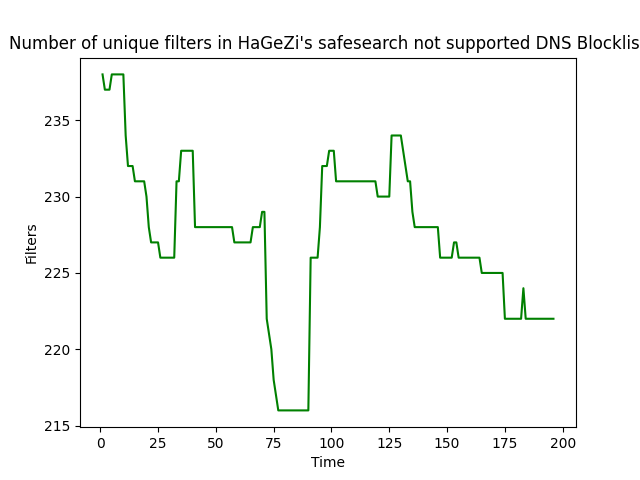 Number of unique filters in HaGeZi's safesearch not supported DNS Blocklis
235
230
225
220
215
Filters
0 25 50 75 100 125 150 175 200
Time